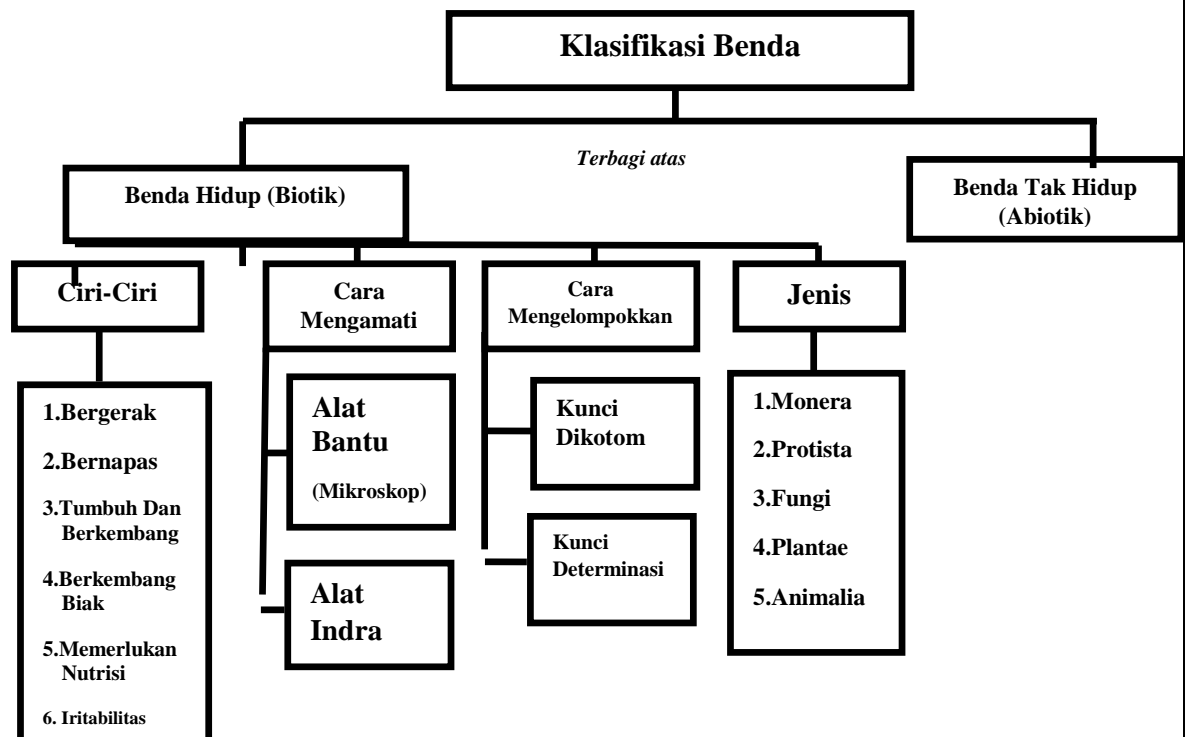 Klasifikasi Benda
Terbagi atas
Benda Hidup (Biotik)
Benda Tak Hidup
(Abiotik)
Ciri-Ciri
Cara
Mengamati
Cara
Mengelompokkan
Jenis
1.Bergerak
2.Bernapas
3.Tumbuh Dan
Berkembang
4.Berkembang
Biak
5.Memerlukan
Nutrisi
6. Iritabilitas
Alat
Bantu
(Mikroskop)
Alat
Indra
Kunci
Dikotom
Kunci
Determinasi
1.Monera
2.Protista
3.Fungi
4.Plantae
5.Animalia